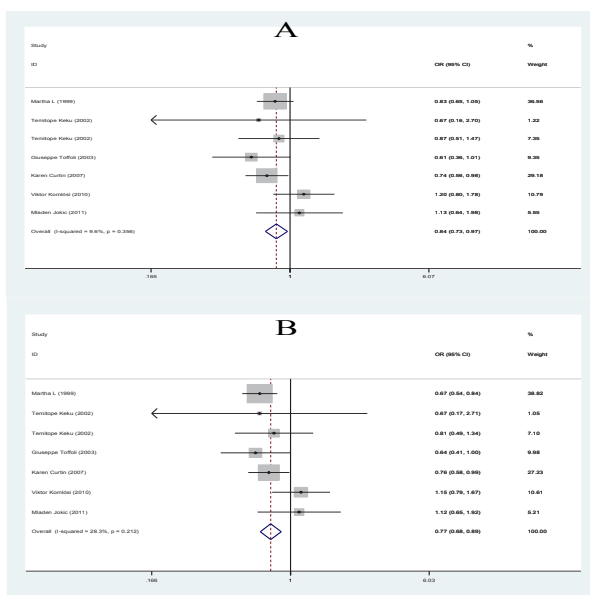 A
Study %
ID OR (95% CI) Weight
Martha L (1999) 0.83 (0.65, 1.05) 36.56
Temitope Keku (2002) 0.67 (0.16, 2.70) 1.22
Temitope Keku (2002) 0.87 (0.51, 1.47) 7.35
Giuseppe Toffoli (2003) 0.61 (0.36, 1.01) 9.35
Karen Curtin (2007) 0.74 (0.56, 0.98) 29.18
Viktor Komlósi (2010) 1.20 (0.80, 1.78) 10.79
Mladen Jokic (2011) 1.13 (0.64, 1.98) 5.55
Overall (I-squared = 9.6%, p = 0.356) 0.84 (0.73, 0.97) 100.00
.165 1 6.07
B
Study %
ID OR (95% CI) Weight
Martha L (1999) 0.67 (0.54, 0.84) 38.82
Temitope Keku (2002) 0.67 (0.17, 2.71) 1.05
Temitope Keku (2002) 0.81 (0.49, 1.34) 7.10
Giuseppe Toffoli (2003) 0.64 (0.41, 1.00) 9.98
Karen Curtin (2007) 0.76 (0.58, 0.99) 27.23
Viktor Komlósi (2010) 1.15 (0.79, 1.67) 10.61
Mladen Jokic (2011) 1.12 (0.65, 1.92) 5.21
Overall (I-squared = 28.3%, p = 0.212) 0.77 (0.68, 0.89) 100.00
.166 1 6.03